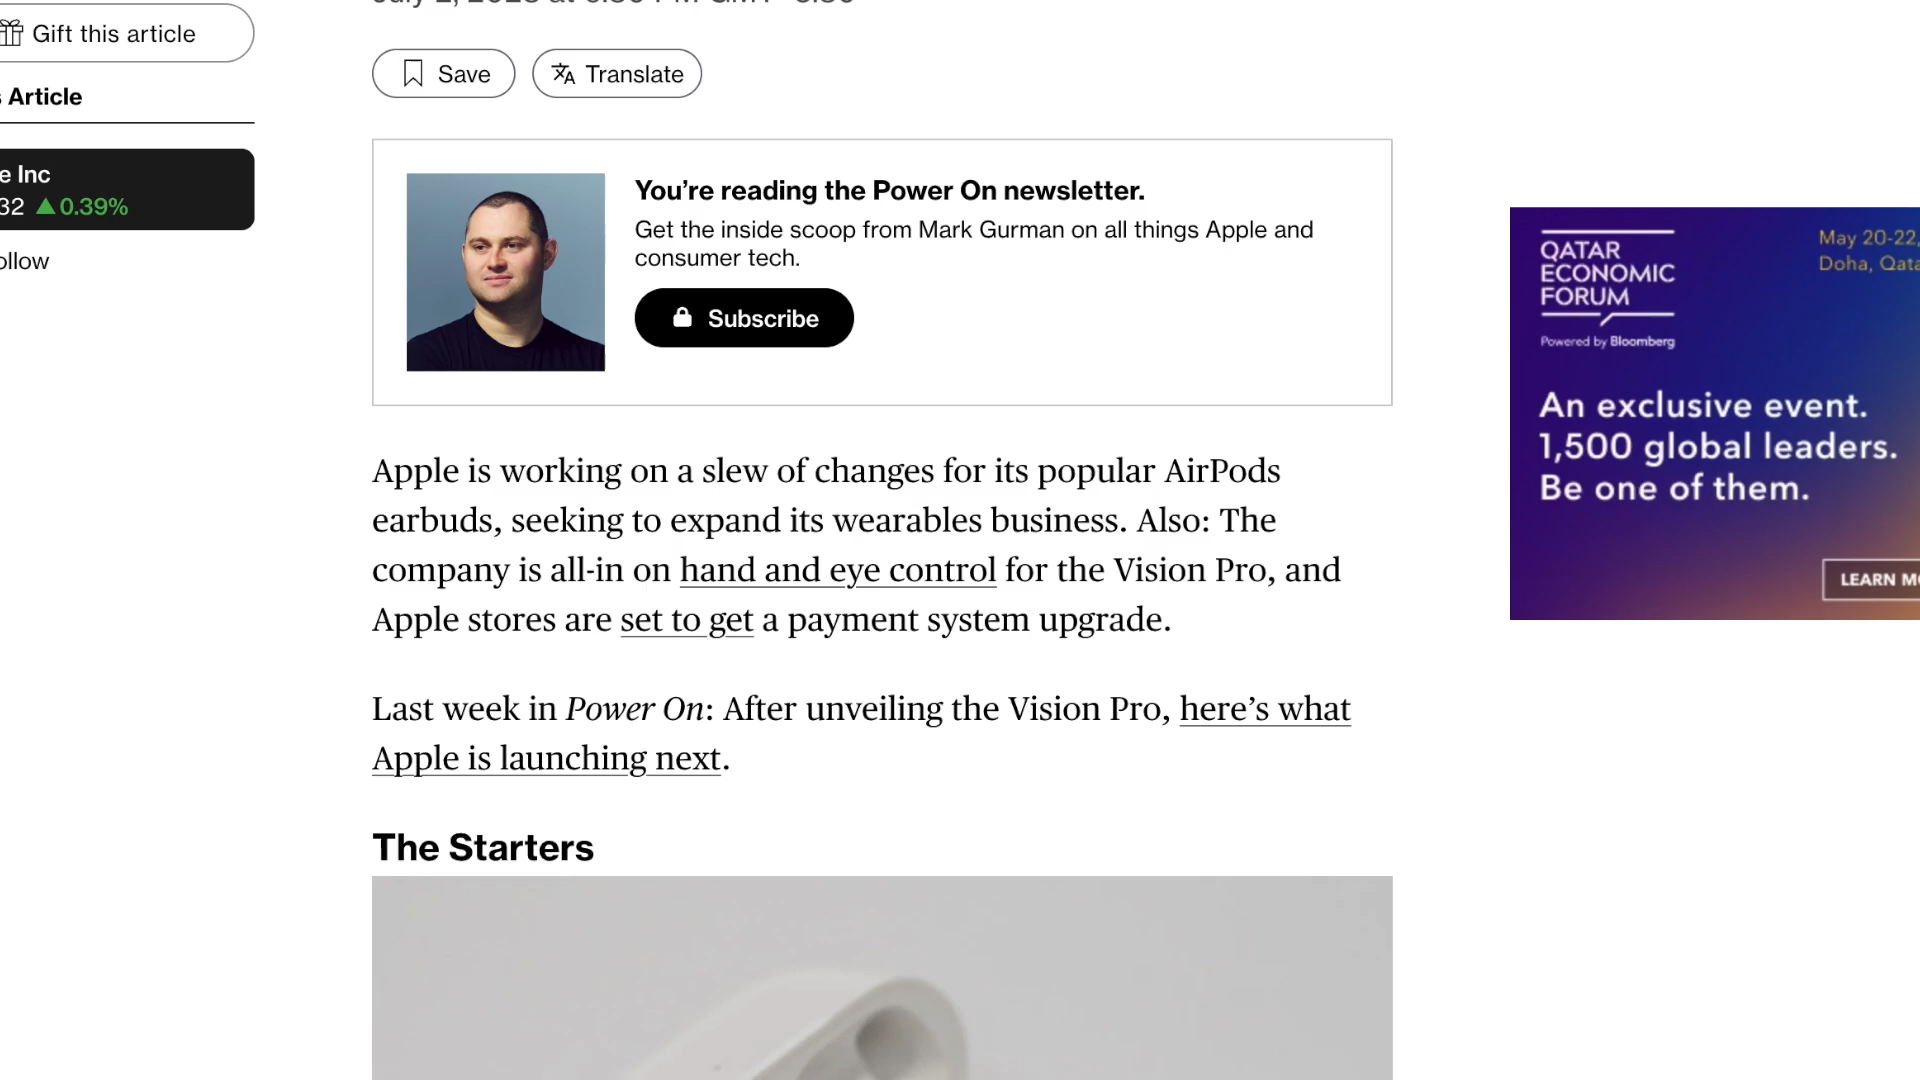 Gift this article
Article
e Inc
32 ▲0.39%
ollow
Save
Translate
You’re reading the Power On newsletter.
Get the inside scoop from Mark Gurman on all things Apple and
consumer tech.
Subscribe
Apple is working on a slew of changes for its popular AirPods
earbuds, seeking to expand its wearables business. Also: The
company is all-in on hand and eye control for the Vision Pro, and
Apple stores are set to get a payment system upgrade.
Last week in Power On: After unveiling the Vision Pro, here’s what
Apple is launching next.
The Starters
QATAR
ECONOMIC
FORUM
Powered by Bloomberg
May 20-22,
Doha, Qata
An exclusive event.
1,500 global leaders.
Be one of them.
LEARN MO